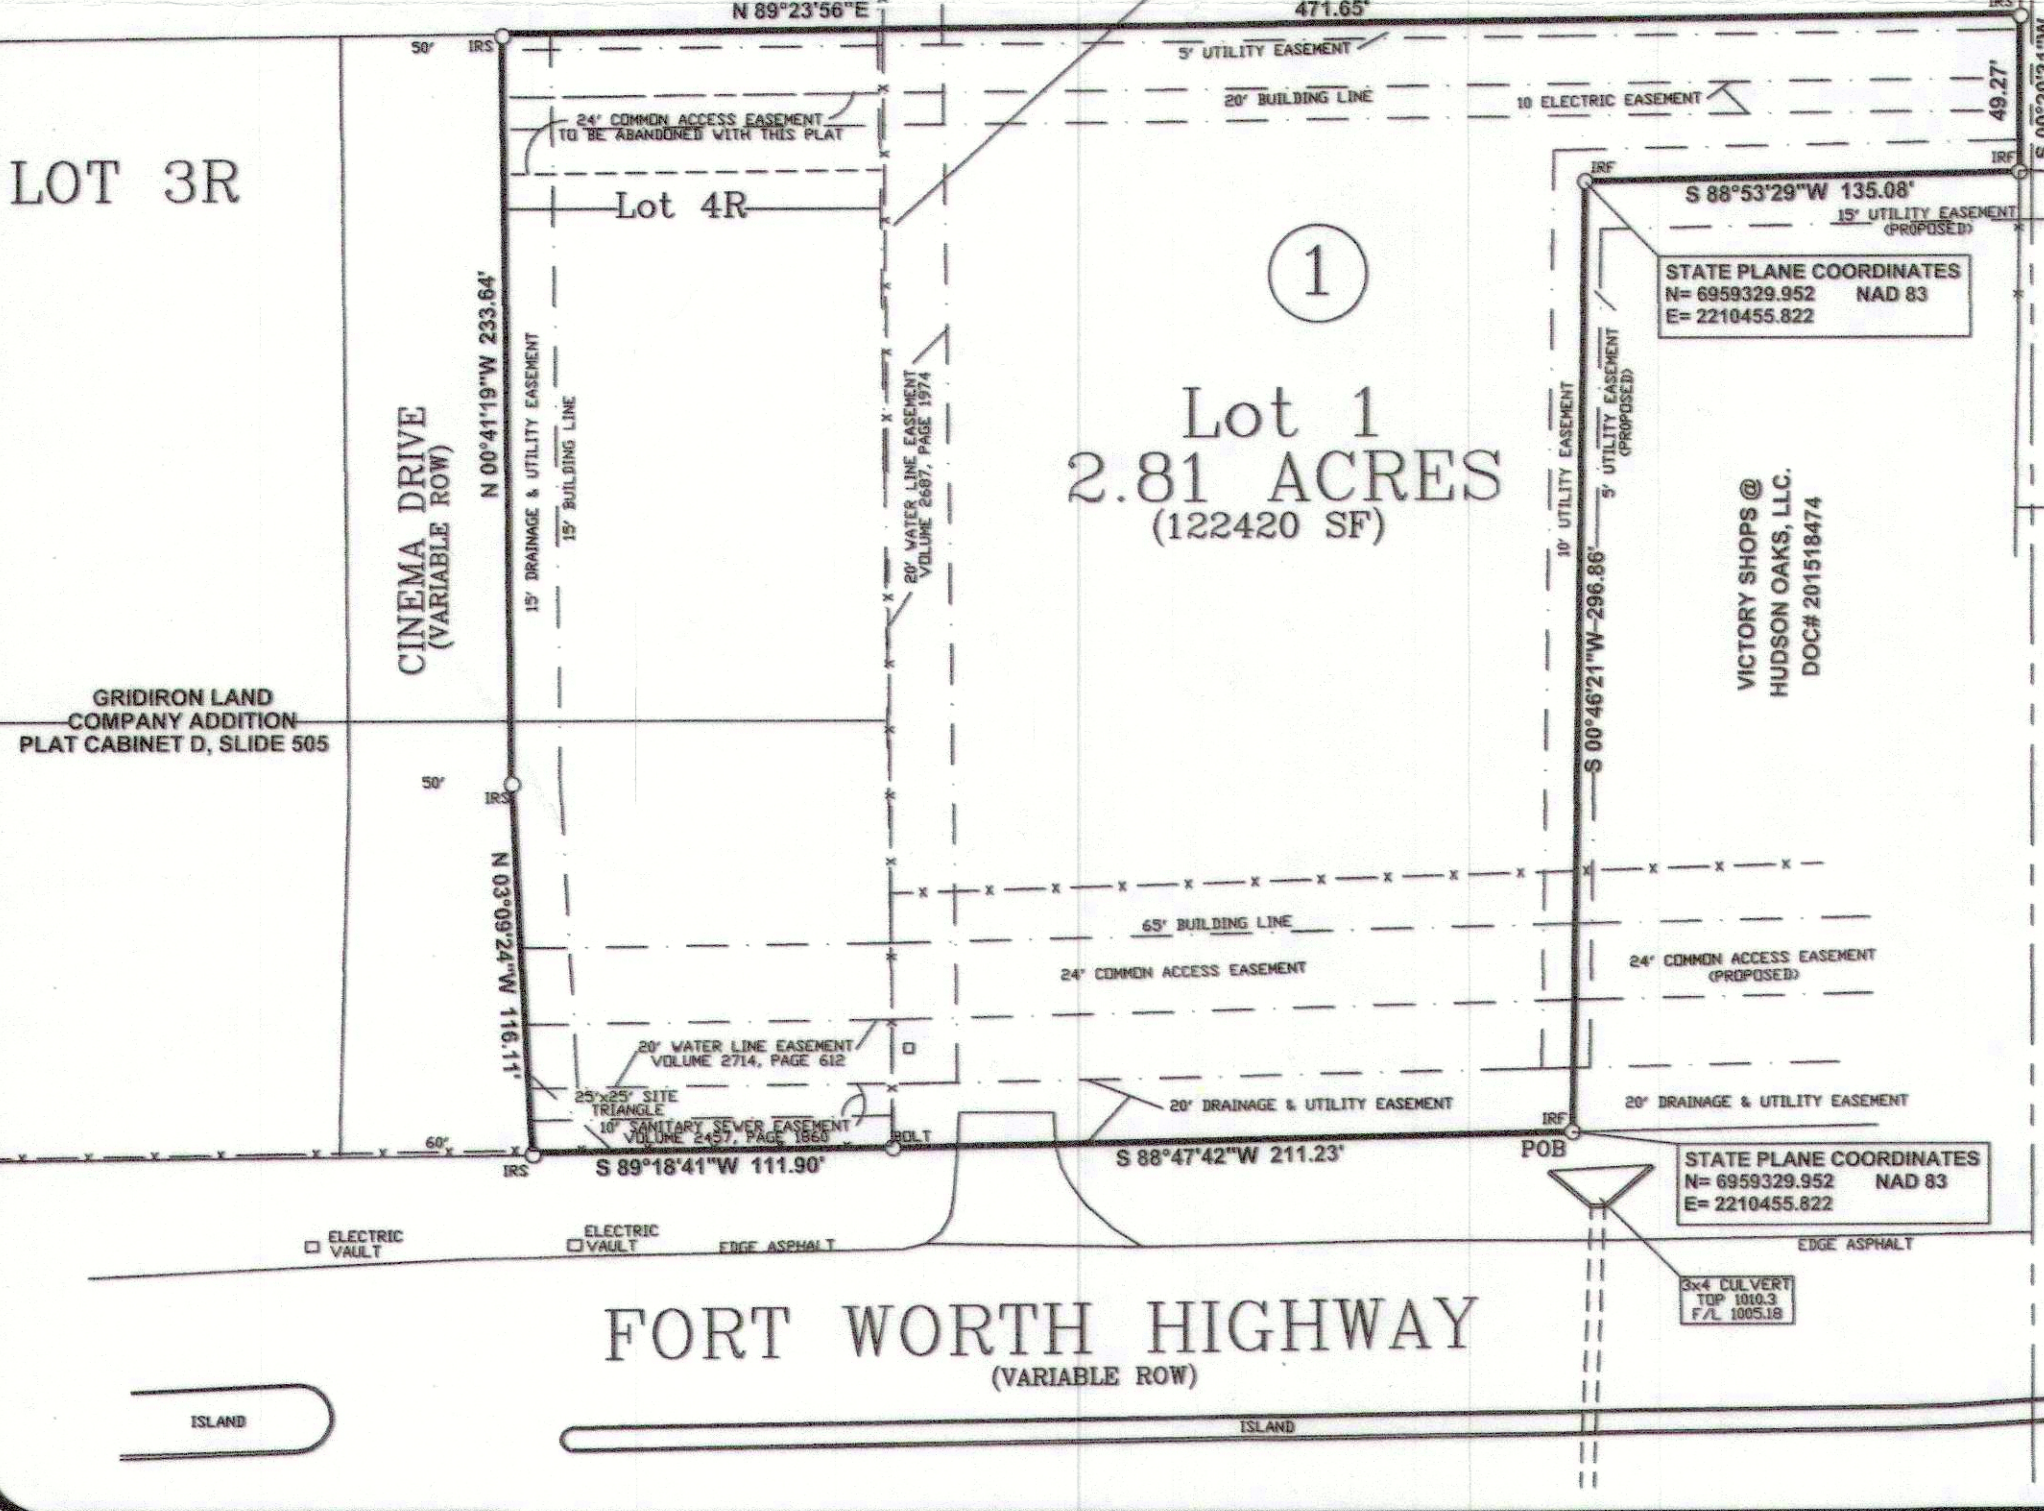 N 89°23'56"E
471.65'
IRS
50'
IRS
5' UTILITY EASEMENT
20' BUILDING LINE
10 ELECTRIC EASEMENT
49.27'
24' COMMON ACCESS EASEMENT
TO BE ABANDONED WITH THIS PLAT
LOT 3R
Lot 4R
1
IRF
IRF
S 88°53'29"W 135.08'
15' UTILITY EASEMENT
(PROPOSED)
STATE PLANE COORDINATES
N= 6959329.952 NAD 83
E= 2210455.822
N 00°41'19"W 233.64'
15' DRAINAGE & UTILITY EASEMENT
15' BUILDING LINE
CINEMA DRIVE
(VARIABLE ROW)
20' WATER LINE EASEMENT
VOLUME 2687, PAGE 1974
Lot 1
2.81 ACRES
(122420 SF)
10' UTILITY EASEMENT
5' UTILITY EASEMENT
(PROPOSED)
S 00°46'21"W 296.86'
VICTORY SHOPS @
HUDSON OAKS, LLC.
DOC# 201518474
GRIDIRON LAND
COMPANY ADDITION
PLAT CABINET D, SLIDE 505
50'
IRS
N 03°09'24"W 116.11'
65' BUILDING LINE
24' COMMON ACCESS EASEMENT
24' COMMON ACCESS EASEMENT
(PROPOSED)
20' WATER LINE EASEMENT
VOLUME 2714, PAGE 612
25'x25' SITE
TRIANGLE
10' SANITARY SEWER EASEMENT
VOLUME 2457, PAGE 1860
20' DRAINAGE & UTILITY EASEMENT
20' DRAINAGE & UTILITY EASEMENT
60'
BOLT
IRF
POB
IRS
S 89°18'41"W 111.90'
S 88°47'42"W 211.23'
STATE PLANE COORDINATES
N= 6959329.952 NAD 83
E= 2210455.822
ELECTRIC
VAULT
ELECTRIC
VAULT
EDGE ASPHALT
EDGE ASPHALT
3x4 CULVERT
TOP 1010.3
F/L 1005.18
FORT WORTH HIGHWAY
(VARIABLE ROW)
ISLAND
ISLAND